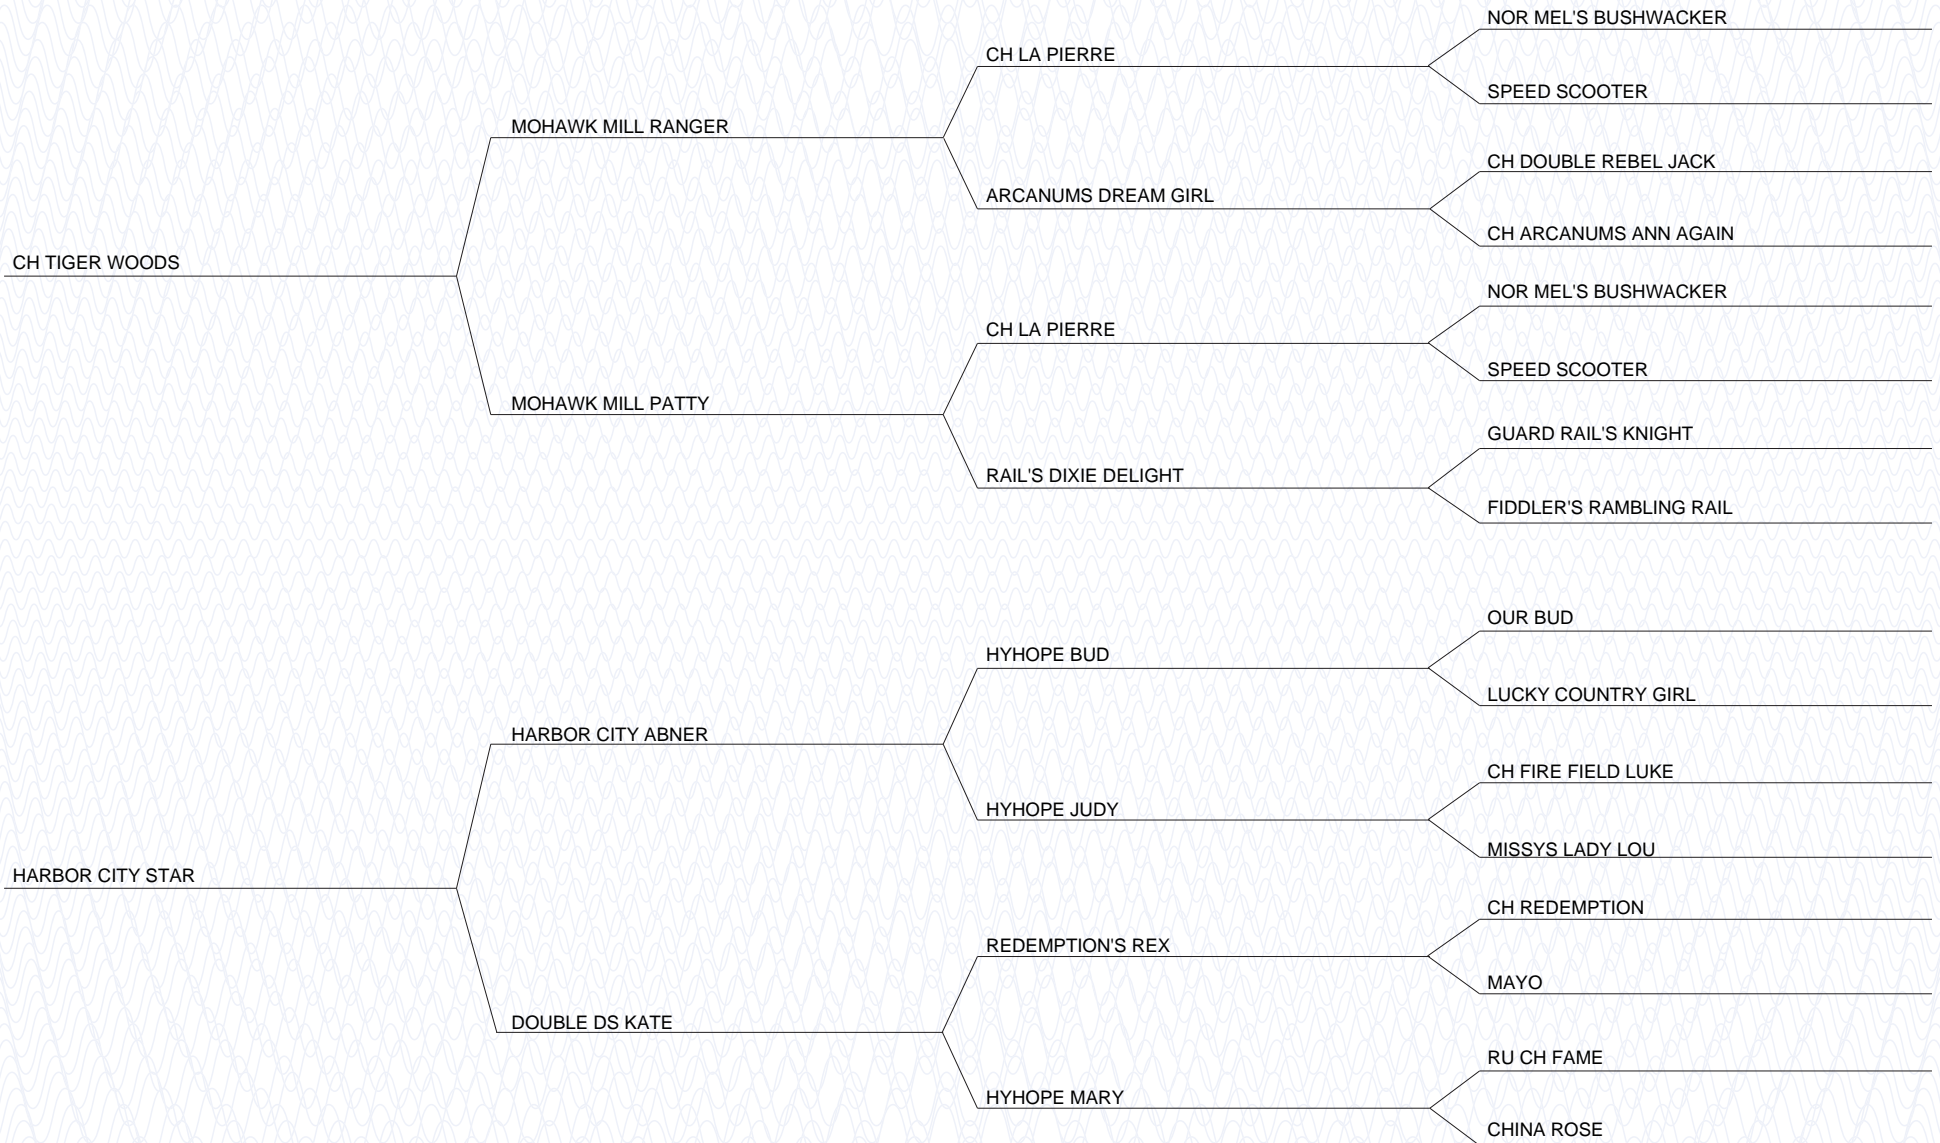 NOR MEL'S BUSHWACKER
CH LA PIERRE
SPEED SCOOTER
MOHAWK MILL RANGER
CH DOUBLE REBEL JACK
ARCANUMS DREAM GIRL
CH ARCANUMS ANN AGAIN
CH TIGER WOODS
NOR MEL'S BUSHWACKER
CH LA PIERRE
SPEED SCOOTER
MOHAWK MILL PATTY
GUARD RAIL'S KNIGHT
RAIL'S DIXIE DELIGHT
FIDDLER'S RAMBLING RAIL
OUR BUD
HYHOPE BUD
LUCKY COUNTRY GIRL
HARBOR CITY ABNER
CH FIRE FIELD LUKE
HYHOPE JUDY
MISSYS LADY LOU
HARBOR CITY STAR
CH REDEMPTION
REDEMPTION'S REX
MAYO
DOUBLE DS KATE
RU CH FAME
HYHOPE MARY
CHINA ROSE